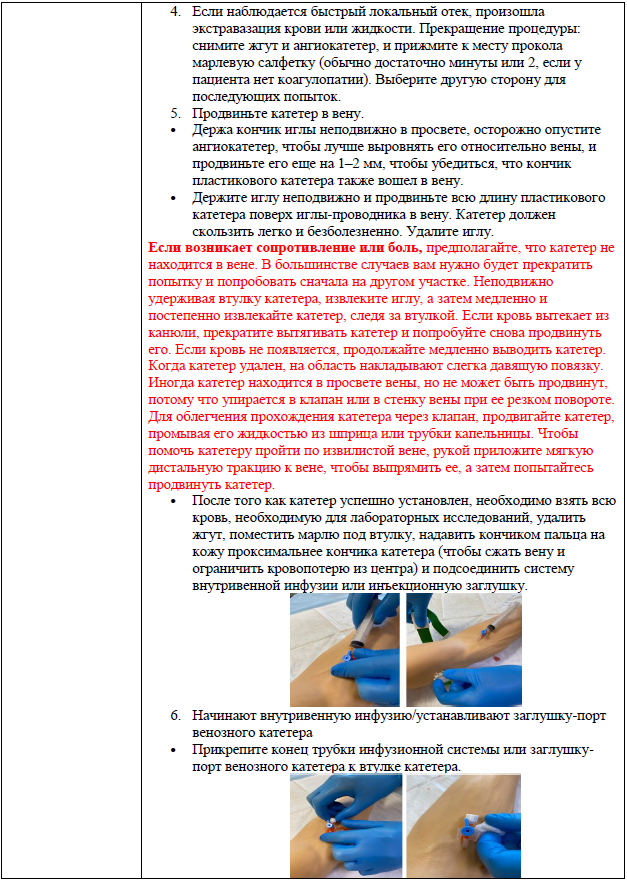 4. Если наблюдается быстрый локальный отек, произошла
экстравазация крови или жидкости. Прекращение процедуры:
снимите жгут и ангиокатетер, и прижмите к месту прокола
марлевую салфетку (обычно достаточно минуты или 2, если у
пациента нет коагулопатии). Выберите другую сторону для
последующих попыток.
5. Продвиньте катетер в вену.
• Держа кончик иглы неподвижно в просвете, осторожно опустите
ангиокатетер, чтобы лучше выровнять его относительно вены, и
продвиньте его еще на 1–2 мм, чтобы убедиться, что кончик
пластикового катетера также вошел в вену.
• Держите иглу неподвижно и продвиньте всю длину пластикового
катетера поверх иглы-проводника в вену. Катетер должен
скользить легко и безболезненно. Удалите иглу.
Если возникает сопротивление или боль, предполагайте, что катетер не
находится в вене. В большинстве случаев вам нужно будет прекратить
попытку и попробовать сначала на другом участке. Неподвижно
удерживая втулку катетера, извлеките иглу, а затем медленно и
постепенно извлекайте катетер, следя за втулкой. Если кровь вытекает из
канюли, прекратите вытягивать катетер и попробуйте снова продвинуть
его. Если кровь не появляется, продолжайте медленно выводить катетер.
Когда катетер удален, на область накладывают слегка давящую повязку.
Иногда катетер находится в просвете вены, но не может быть продвинут,
потому что упирается в клапан или в стенку вены при ее резком повороте.
Для облегчения прохождения катетера через клапан, продвигайте катетер,
промывая его жидкостью из шприца или трубки капельницы. Чтобы
помочь катетеру пройти по извилистой вене, рукой приложите мягкую
дистальную тракцию к вене, чтобы выпрямить ее, а затем попытайтесь
продвинуть катетер.
• После того как катетер успешно установлен, необходимо взять всю
кровь, необходимую для лабораторных исследований, удалить
жгут, поместить марлю под втулку, надавить кончиком пальца на
кожу проксимальнее кончика катетера (чтобы сжать вену и
ограничить кровопотерю из центра) и подсоединить систему
внутривенной инфузии или инъекционную заглушку.
6. Начинают внутривенную инфузию/устанавливают заглушку-порт
венозного катетера
• Прикрепите конец трубки инфузионной системы или заглушку-
порт венозного катетера к втулке катетера.